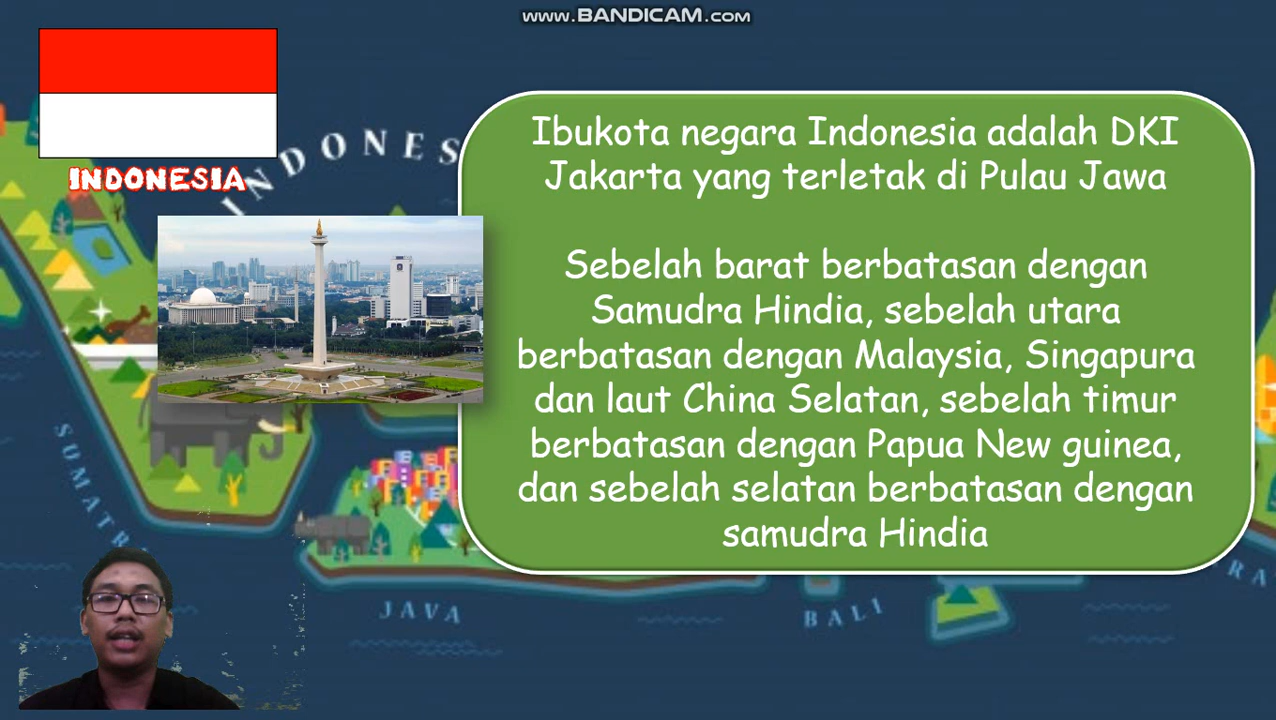 www.BANDICAM.com
INDONESIA
INDONES
Ibukota negara Indonesia adalah DKI
Jakarta yang terletak di Pulau Jawa
Sebelah barat berbatasan dengan
Samudra Hindia, sebelah utara
berbatasan dengan Malaysia, Singapura
dan laut China Selatan, sebelah timur
berbatasan dengan Papua New guinea,
dan sebelah selatan berbatasan dengan
samudra Hindia
SUMATR
JAVA
BALI
RA